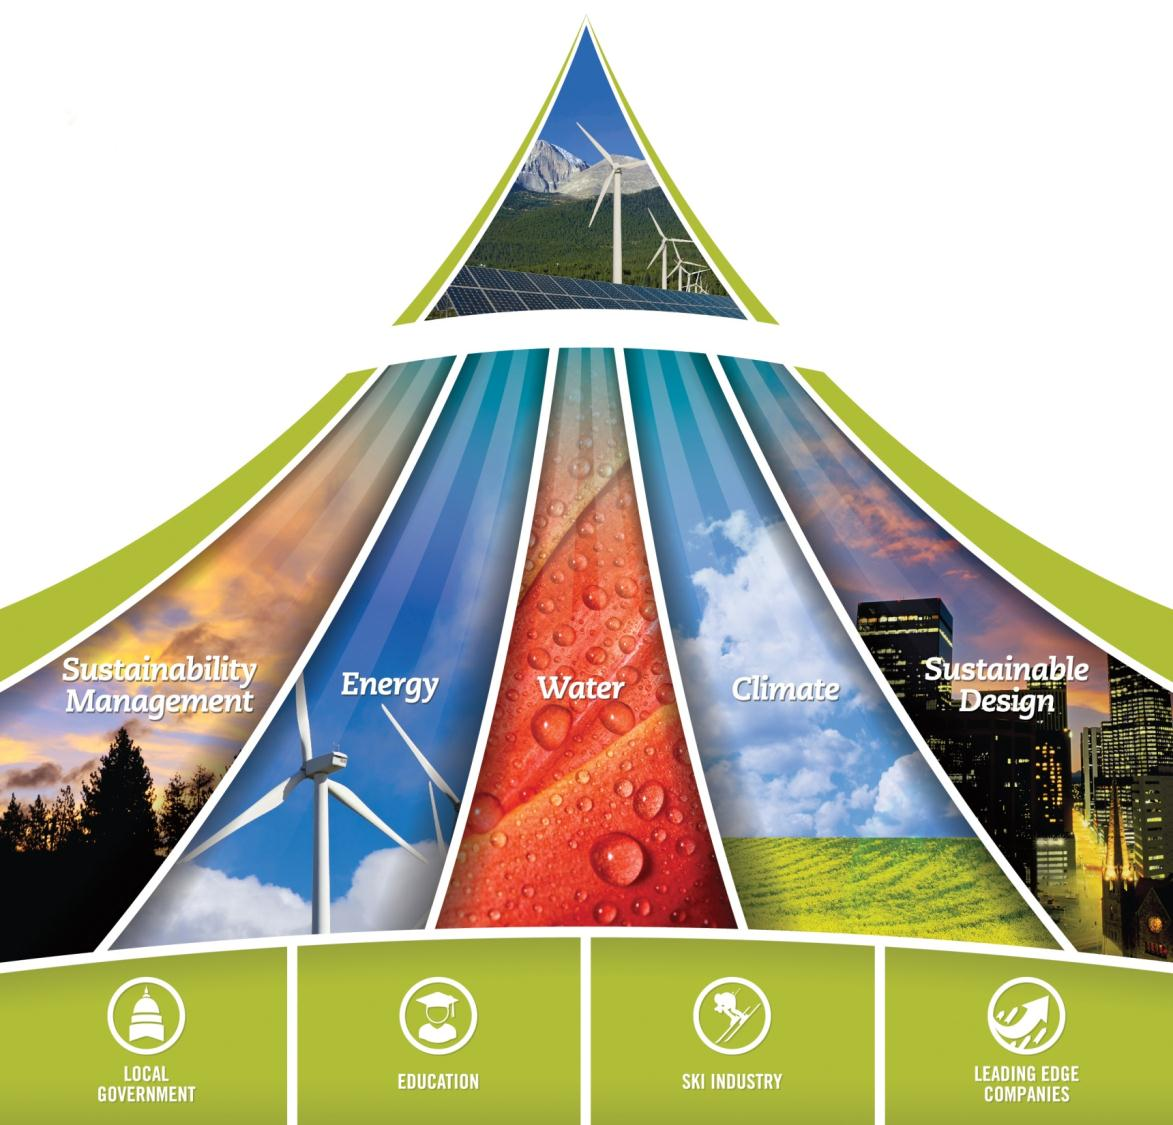 Sustainability
Management
Energy
Water
Climate
Sustainable
Design
LOCAL
GOVERNMENT
EDUCATION
SKI INDUSTRY
LEADING EDGE
COMPANIES